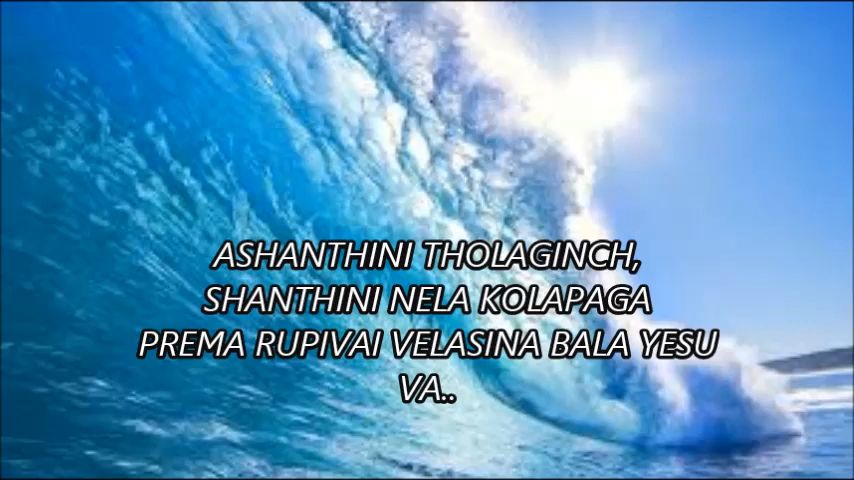 ASHANTHINI THOLAGINCH,
SHANTHINI NELA KOLAPAGA
PREMA RUPIVAI VELASINA BALA YESU
VA..